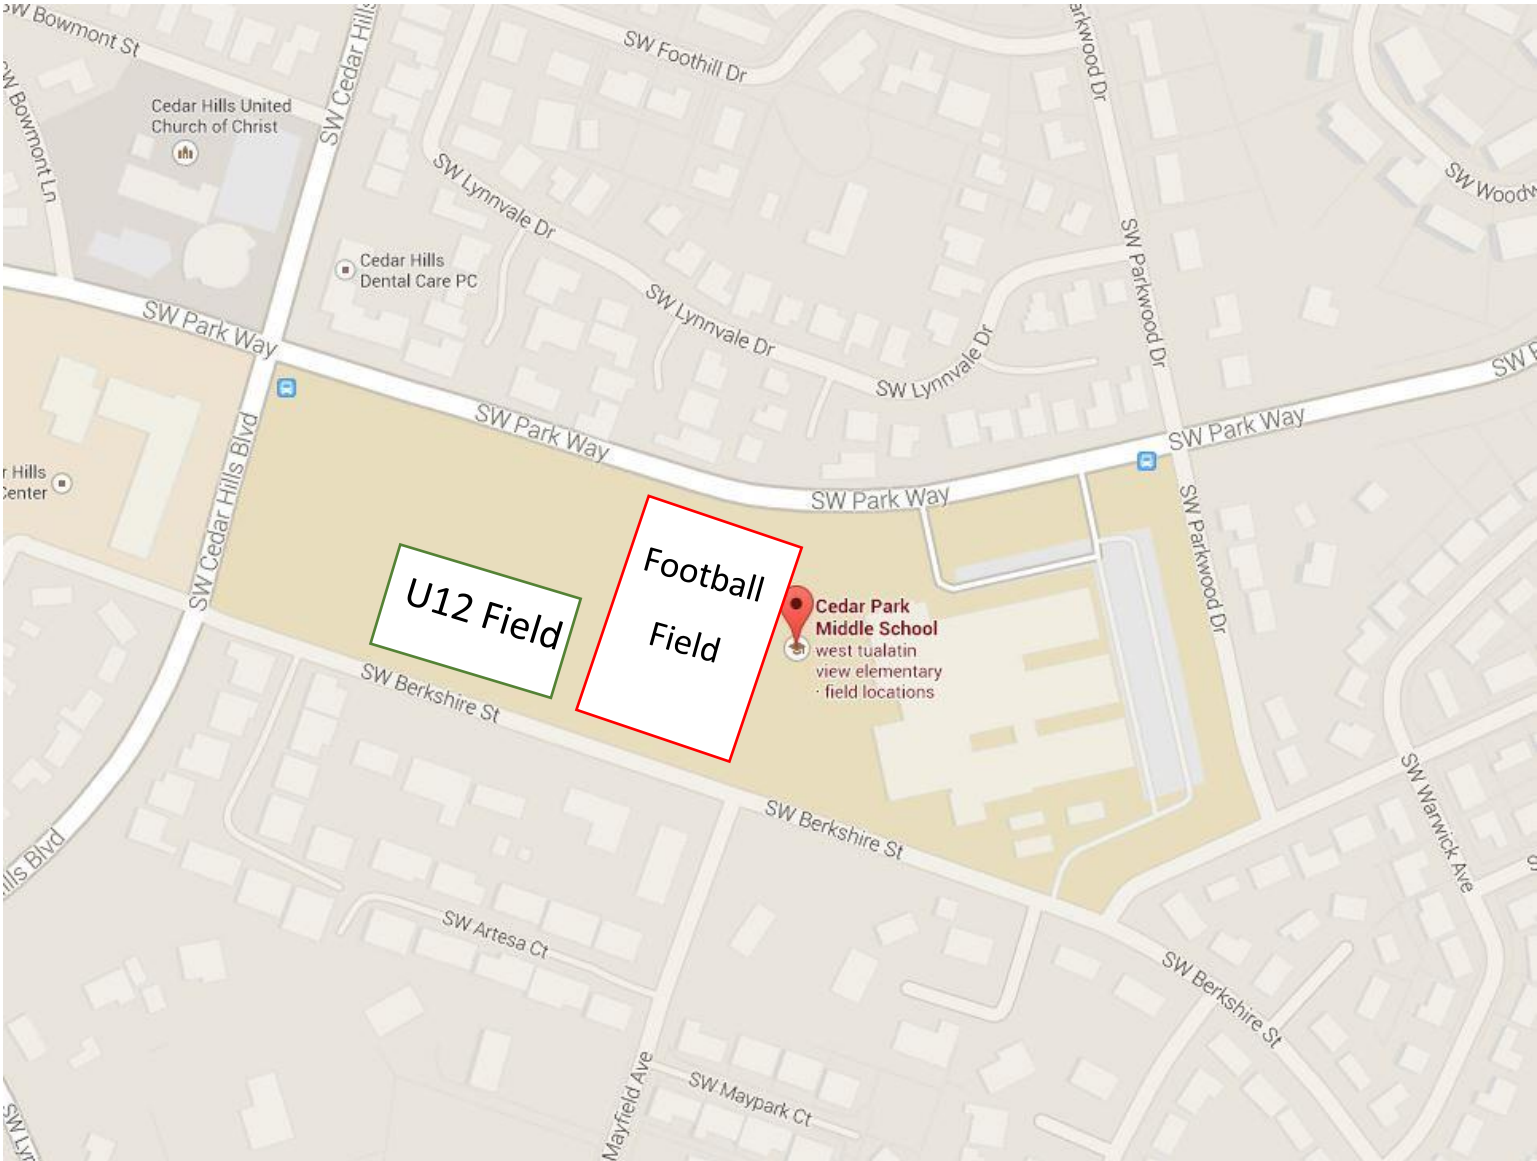 SW Bowmont St
SW Cedar Hills
SW Foothill Dr
Parkwood Dr
SW Bowmont Ln
Cedar Hills United
Church of Christ
SW Lynnvale Dr
Cedar Hills
Dental Care PC
SW Parkwood Dr
SW Park Way
SW Lynnvale Dr
SW Lynnvale Dr
SW Park Way
SW Park Way
SW Park Way
r Hills
Center
SW Cedar Hills Blvd
SW Parkwood Dr
Football
Field
U12 Field
Cedar Park
Middle School
west tualatin
view elementary
· field locations
SW Berkshire St
SW Berkshire St
SW Warwick Ave
lls Blvd
SW Artesa Ct
SW Berkshire St
Mayfield Ave
SW Maypark Ct